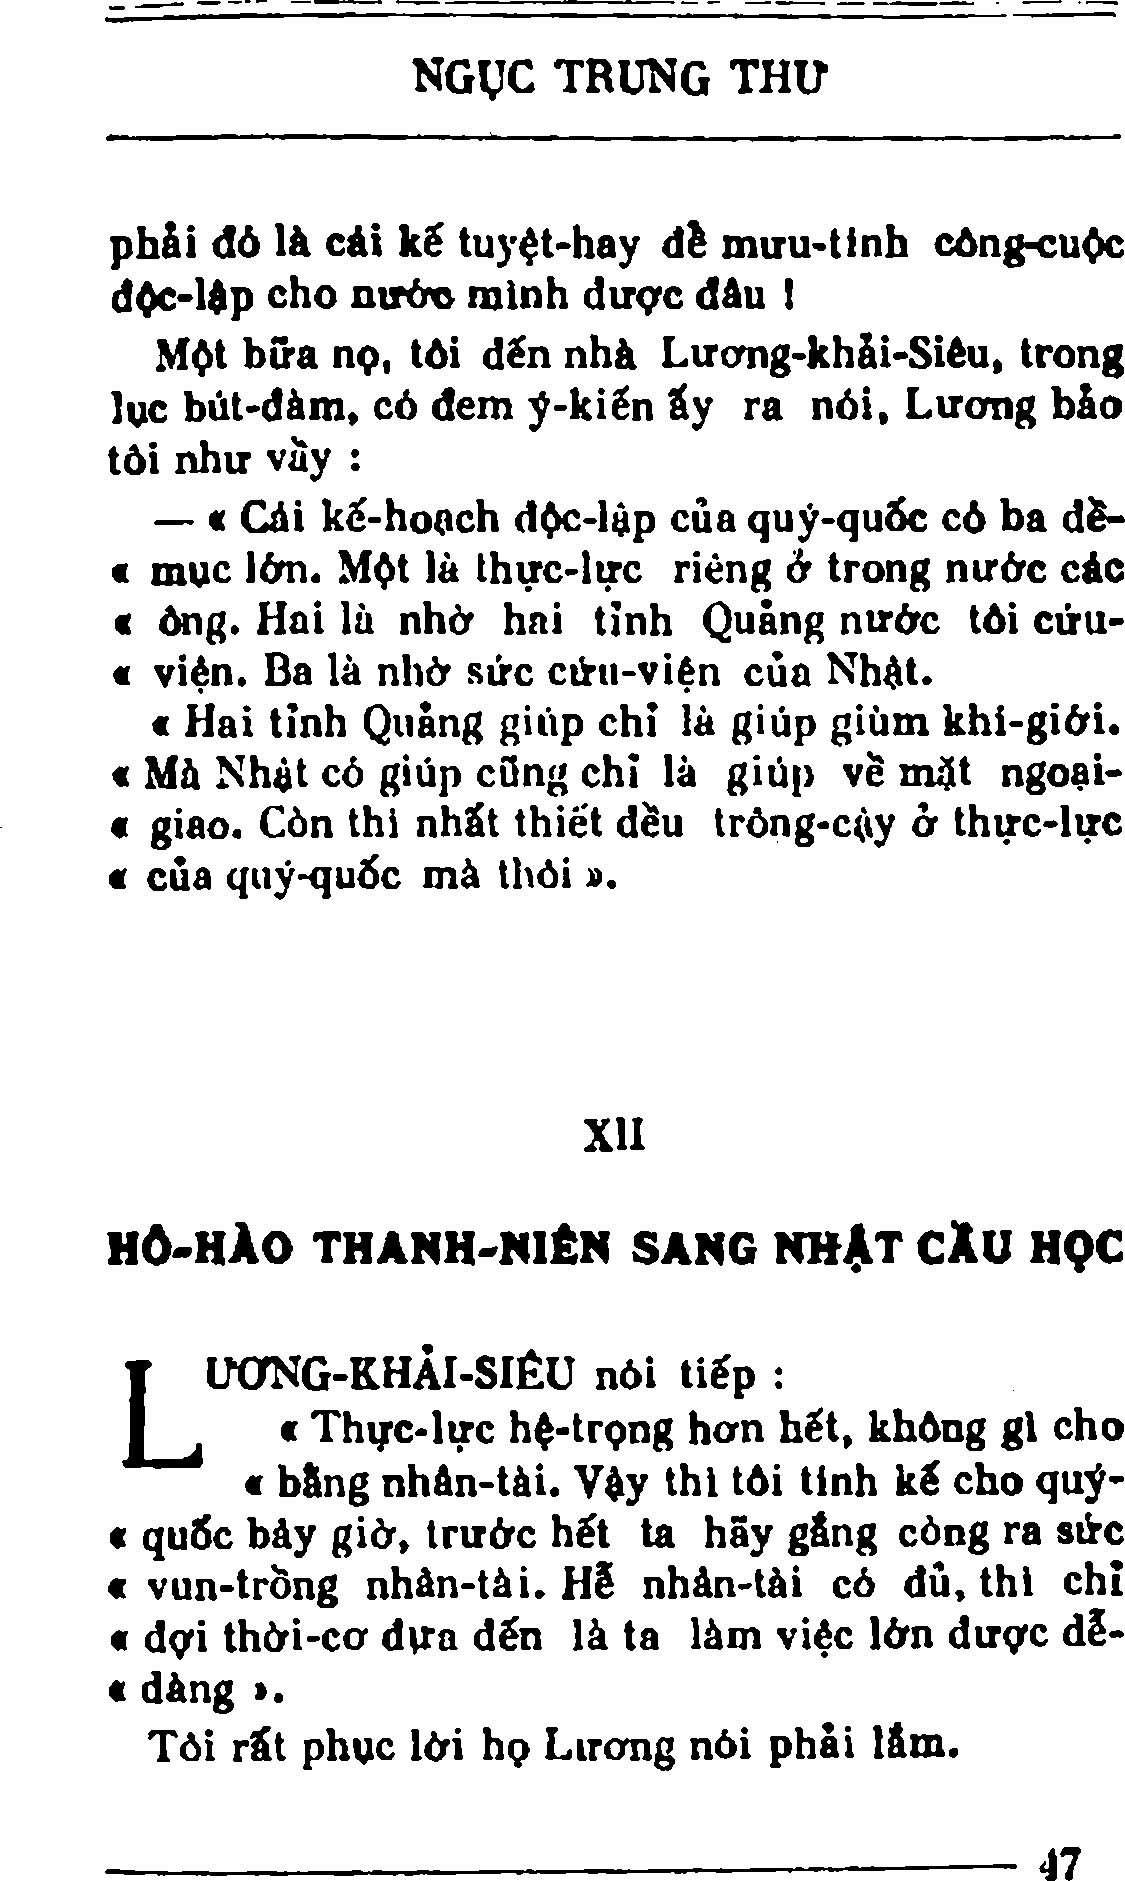 NGỤC TRUNG THƯ
phải đó là cái kế tuyệt-hay để mưu-tính công-cuộc
độc-lập cho nước mình được đâu !
Một bữa nọ, tôi đến nhà Lương-khải-Siêu, trong
lục bút-đàm, có đem ý-kiến ấy ra nói, Lương bảo
tôi như vầy :
— « Cái kế-hoạch độc-lập của quý-quốc có ba đề-
« mục lớn. Một là thực-lực riêng ở trong nước các
« ông. Hai là nhờ hai tỉnh Quảng nước tôi cứu-
« viện. Ba là nhờ sức cứu-viện của Nhật.
« Hai tỉnh Quảng giúp chỉ là giúp giùm khí-giới.
« Mà Nhật có giúp cũng chỉ là giúp về mặt ngoại-
« giao. Còn thì nhất thiết đều trông-cậy ở thực-lực
« của quý-quốc mà thôi ».
XII
HÔ-HÀO THANH-NIÊN SANG NHẬT CẦU HỌC
LƯƠNG-KHẢI-SIÊU nói tiếp :
« Thực-lực hệ-trọng hơn hết, không gì cho
« bằng nhân-tài. Vậy thì tôi tính kế cho quý-
« quốc bây giờ, trước hết ta hãy gắng công ra sức
« vun-trồng nhân-tài. Hễ nhân-tài có đủ, thì chỉ
« đợi thời-cơ đưa đến là ta làm việc lớn được dễ-
« dàng ».
Tôi rất phục lời họ Lương nói phải lắm.
47